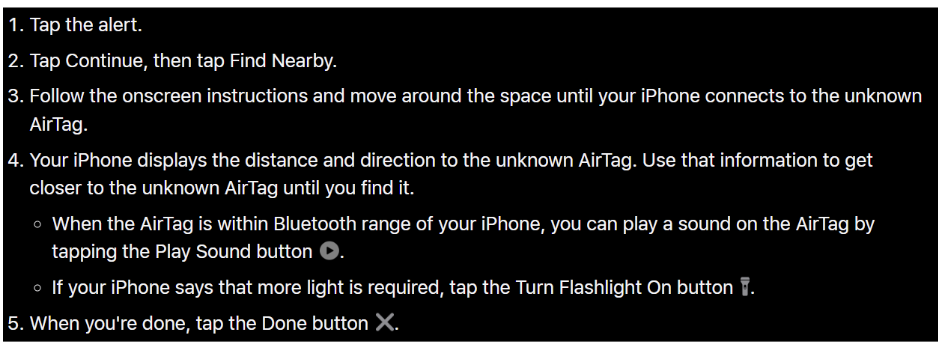 1. Tap the alert.
2. Tap Continue, then tap Find Nearby.
3. Follow the onscreen instructions and move around the space until your iPhone connects to the unknown
AirTag.
4. Your iPhone displays the distance and direction to the unknown AirTag. Use that information to get
closer to the unknown AirTag until you find it.
◦ When the AirTag is within Bluetooth range of your iPhone, you can play a sound on the AirTag by
tapping the Play Sound button.
◦ If your iPhone says that more light is required, tap the Turn Flashlight On button.
5. When you're done, tap the Done button.